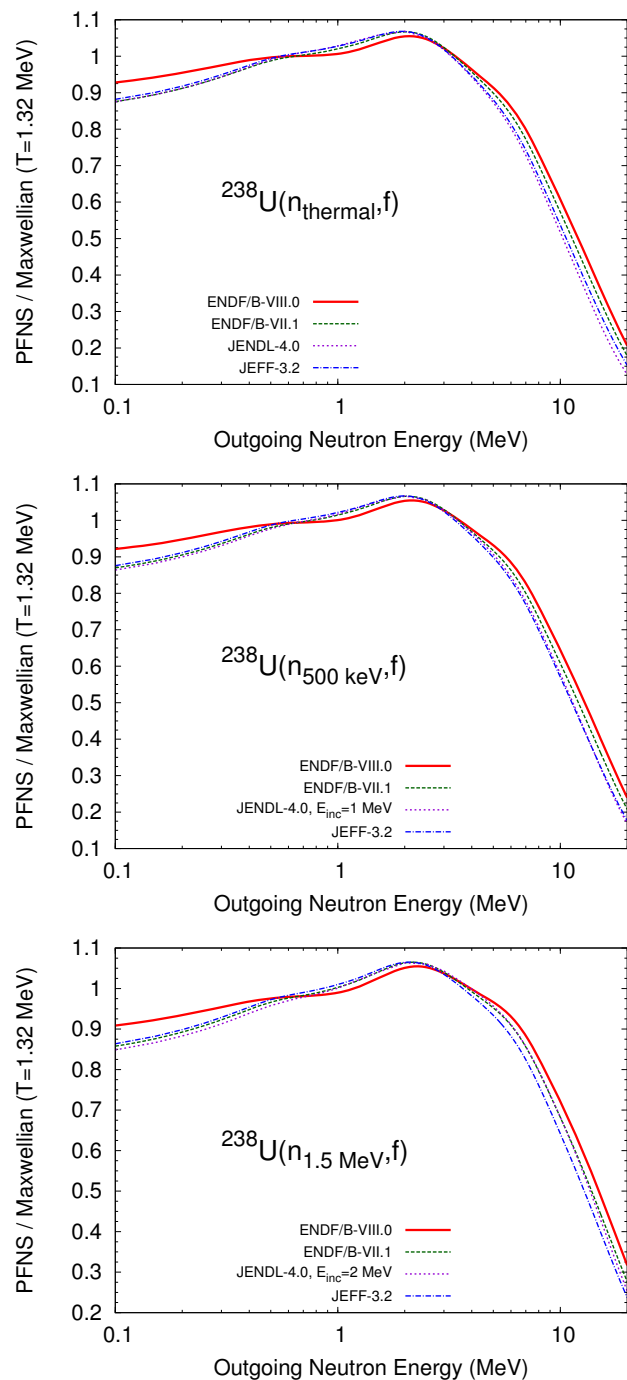 1.1
1
0.9
0.8
0.7
0.6
0.5
0.4
0.3
0.2
0.1
PFNS / Maxwellian (T=1.32 MeV)
²³⁸U(n_thermal,f)
ENDF/B-VIII.0
ENDF/B-VII.1
JENDL-4.0
JEFF-3.2
0.1 1 10
Outgoing Neutron Energy (MeV)
1.1
1
0.9
0.8
0.7
0.6
0.5
0.4
0.3
0.2
0.1
PFNS / Maxwellian (T=1.32 MeV)
²³⁸U(n_500 keV,f)
ENDF/B-VIII.0
ENDF/B-VII.1
JENDL-4.0, E_inc=1 MeV
JEFF-3.2
0.1 1 10
Outgoing Neutron Energy (MeV)
1.1
1
0.9
0.8
0.7
0.6
0.5
0.4
0.3
0.2
PFNS / Maxwellian (T=1.32 MeV)
²³⁸U(n_1.5 MeV,f)
ENDF/B-VIII.0
ENDF/B-VII.1
JENDL-4.0, E_inc=2 MeV
JEFF-3.2
0.1 1 10
Outgoing Neutron Energy (MeV)